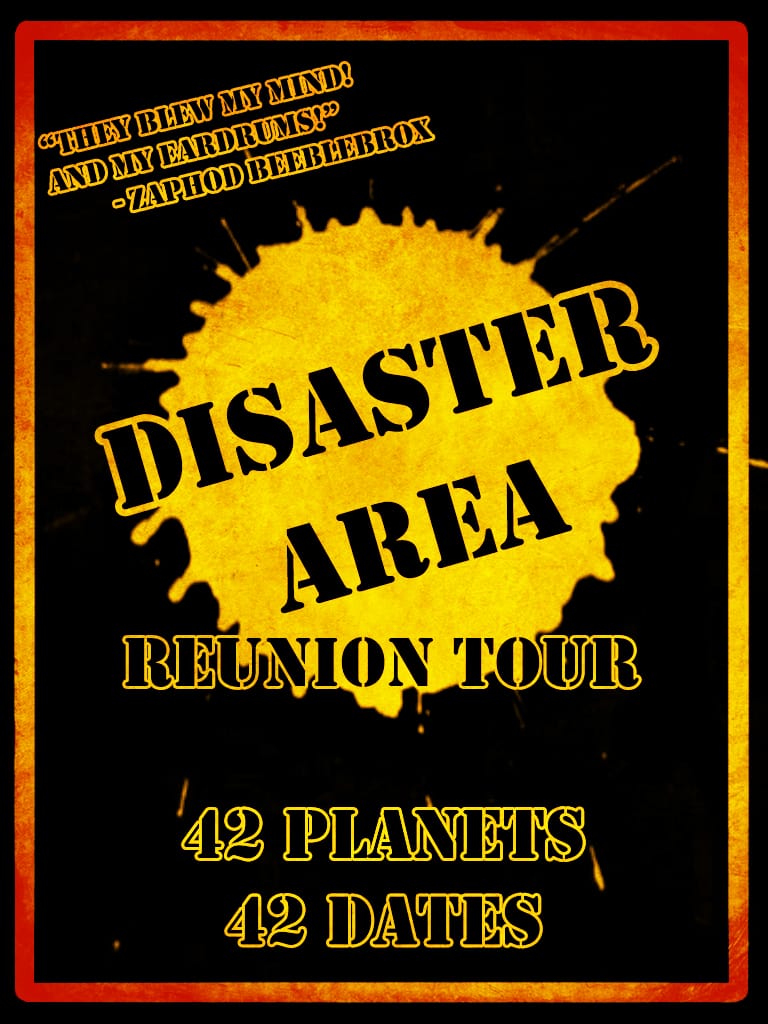 “THEY BLEW MY MIND!
AND MY EARDRUMS!”
- ZAPHOD BEEBLEBROX
DISASTER
AREA
REUNION TOUR
42 PLANETS
42 DATES